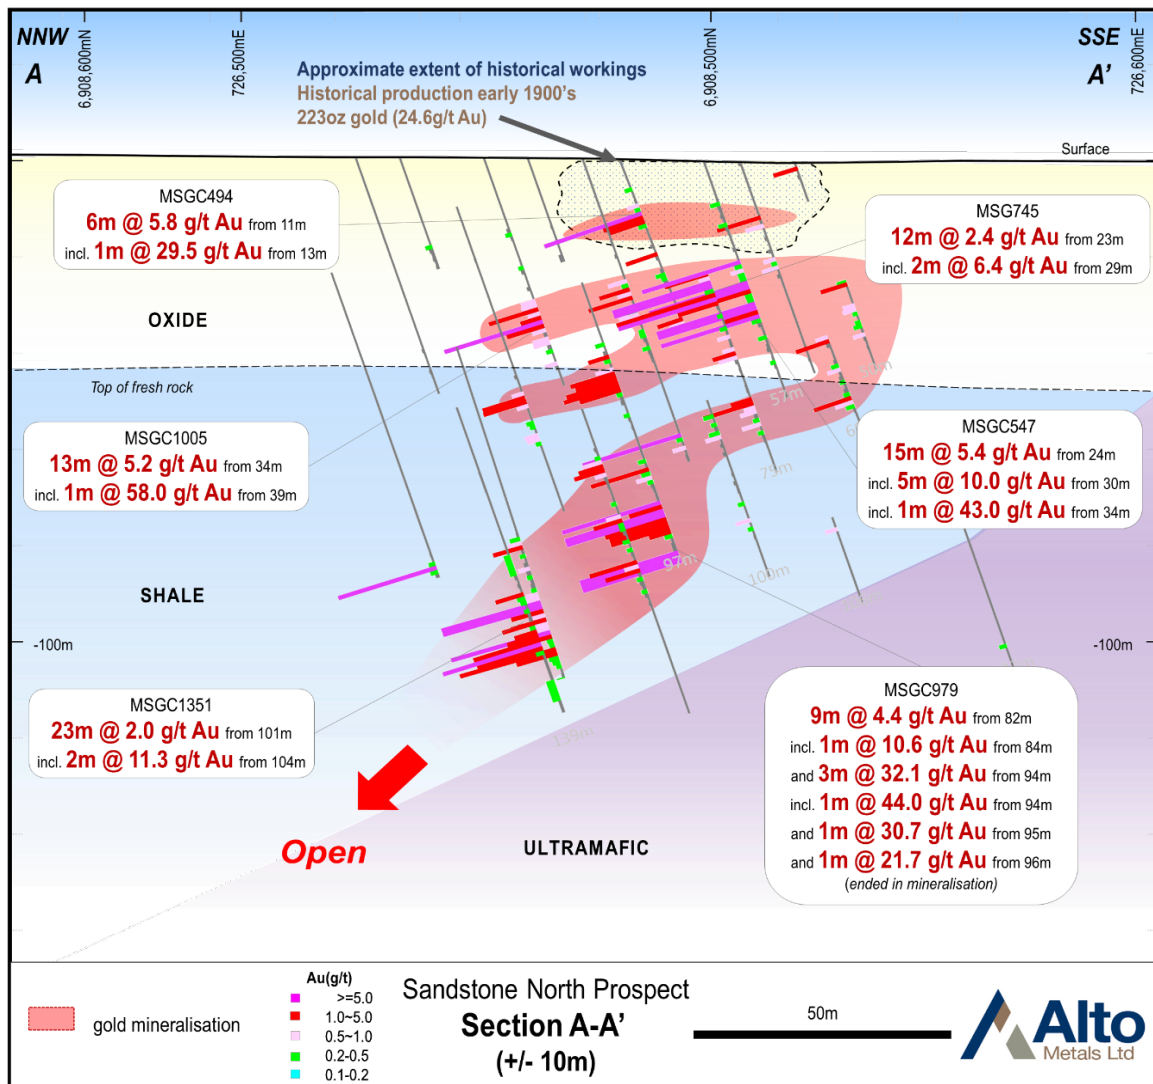 NNW
A
6,908,600mN
726,500mE
6,908,500mN
726,600mE
SSE
A'
Approximate extent of historical workings
Historical production early 1900's
223oz gold (24.6g/t Au)
Surface
MSGC494
6m @ 5.8 g/t Au from 11m
incl. 1m @ 29.5 g/t Au from 13m
MSG745
12m @ 2.4 g/t Au from 23m
incl. 2m @ 6.4 g/t Au from 29m
OXIDE
Top of fresh rock
57m
MSGC1005
13m @ 5.2 g/t Au from 34m
incl. 1m @ 58.0 g/t Au from 39m
MSGC547
15m @ 5.4 g/t Au from 24m
incl. 5m @ 10.0 g/t Au from 30m
incl. 1m @ 43.0 g/t Au from 34m
79m
97m
100m
SHALE
-100m
-100m
MSGC1351
23m @ 2.0 g/t Au from 101m
incl. 2m @ 11.3 g/t Au from 104m
139m
MSGC979
9m @ 4.4 g/t Au from 82m
incl. 1m @ 10.6 g/t Au from 84m
and 3m @ 32.1 g/t Au from 94m
incl. 1m @ 44.0 g/t Au from 94m
and 1m @ 30.7 g/t Au from 95m
and 1m @ 21.7 g/t Au from 96m
(ended in mineralisation)
Open
ULTRAMAFIC
gold mineralisation
Au(g/t)
>=5.0
1.0~5.0
0.5~1.0
0.2-0.5
0.1-0.2
Sandstone North Prospect
Section A-A'
(+/- 10m)
50m
Alto
Metals Ltd